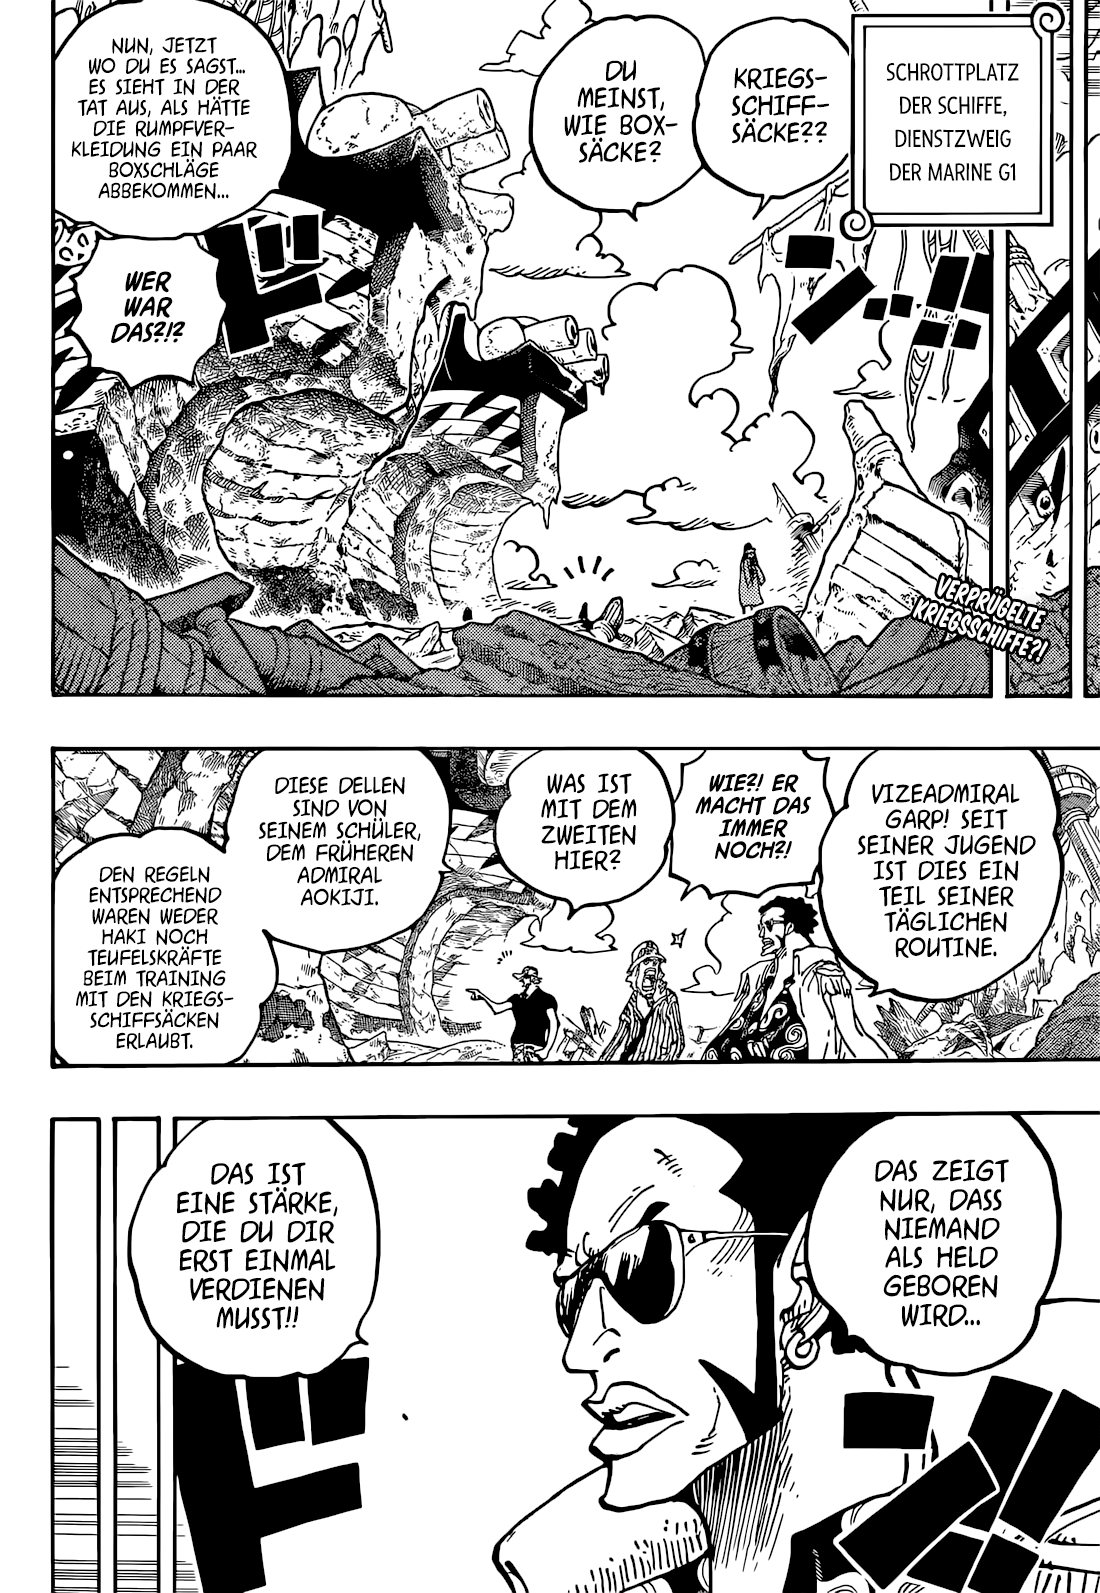 SCHROTTPLATZ
DER SCHIFFE,
DIENSTZWEIG
DER MARINE G1
KRIEGS-
SCHIFF-
SÄCKE??
DU
MEINST,
WIE BOX-
SÄCKE?
NUN, JETZT
WO DU ES SAGST...
ES SIEHT IN DER
TAT AUS, ALS HÄTTE
DIE RUMPFVER-
KLEIDUNG EIN PAAR
BOXSCHLÄGE
ABBEKOMMEN...
WER
WAR
DAS?!?
VERPRÜGELTE
KRIEGSSCHIFFE?!
VIZEADMIRAL
GARP! SEIT
SEINER JUGEND
IST DIES EIN
TEIL SEINER
TÄGLICHEN
ROUTINE.
WIE?! ER
MACHT DAS
IMMER
NOCH?!
WAS IST
MIT DEM
ZWEITEN
HIER?
DIESE DELLEN
SIND VON
SEINEM SCHÜLER,
DEM FRÜHEREN
ADMIRAL
AOKIJI.
DEN REGELN
ENTSPRECHEND
WAREN WEDER
HAKI NOCH
TEUFELSKRÄFTE
BEIM TRAINING
MIT DEN KRIEGS-
SCHIFFSÄCKEN
ERLAUBT.
DAS ZEIGT
NUR, DASS
NIEMAND
ALS HELD
GEBOREN
WIRD...
DAS IST
EINE STÄRKE,
DIE DU DIR
ERST EINMAL
VERDIENEN
MUSST!!